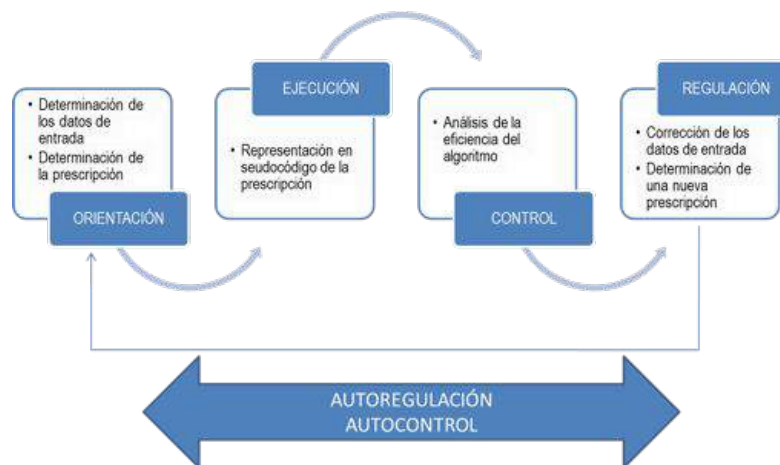 • Determinación de
los datos de
entrada
• Determinación de
la prescripción
ORIENTACIÓN
EJECUCIÓN
• Representación en
seudocódigo de la
prescripción
• Análisis de la
eficiencia del
algoritmo
CONTROL
REGULACIÓN
• Corrección de los
datos de entrada
• Determinación de
una nueva
prescripción
AUTOREGULACIÓN
AUTOCONTROL